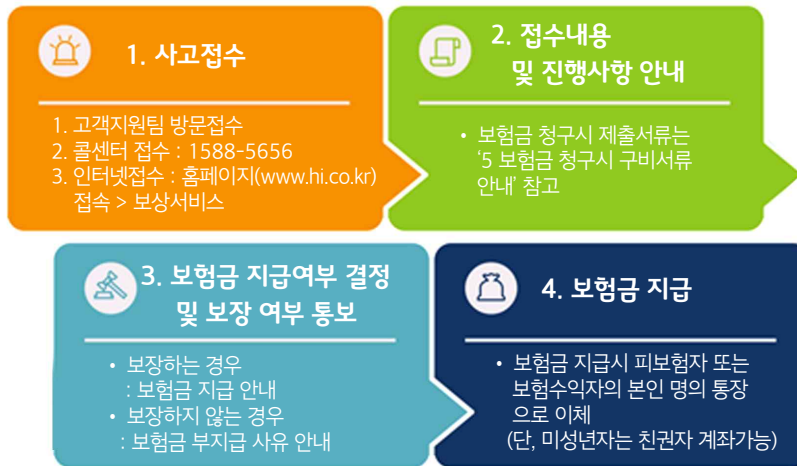 1. 사고접수
1. 고객지원팀 방문접수
2. 콜센터 접수 : 1588-5656
3. 인터넷접수 : 홈페이지(www.hi.co.kr)
접속 > 보상서비스
2. 접수내용
및 진행사항 안내
• 보험금 청구시 제출서류는
‘5 보험금 청구시 구비서류
안내’ 참고
3. 보험금 지급여부 결정
및 보장 여부 통보
• 보장하는 경우
: 보험금 지급 안내
• 보장하지 않는 경우
: 보험금 부지급 사유 안내
4. 보험금 지급
• 보험금 지급시 피보험자 또는
보험수익자의 본인 명의 통장
으로 이체
(단, 미성년자는 친권자 계좌가능)